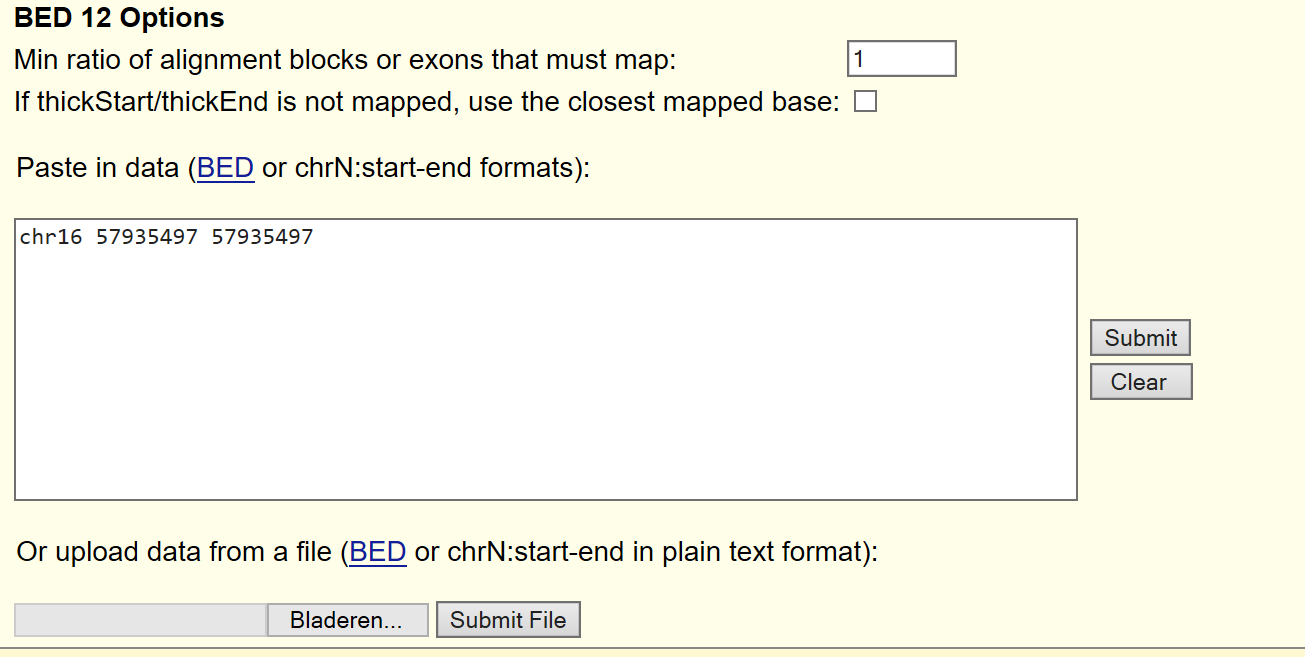 BED 12 Options
Min ratio of alignment blocks or exons that must map: 1
If thickStart/thickEnd is not mapped, use the closest mapped base:
Paste in data (BED or chrN:start-end formats):
chr16 57935497 57935497
Submit
Clear
Or upload data from a file (BED or chrN:start-end in plain text format):
Bladeren... Submit File